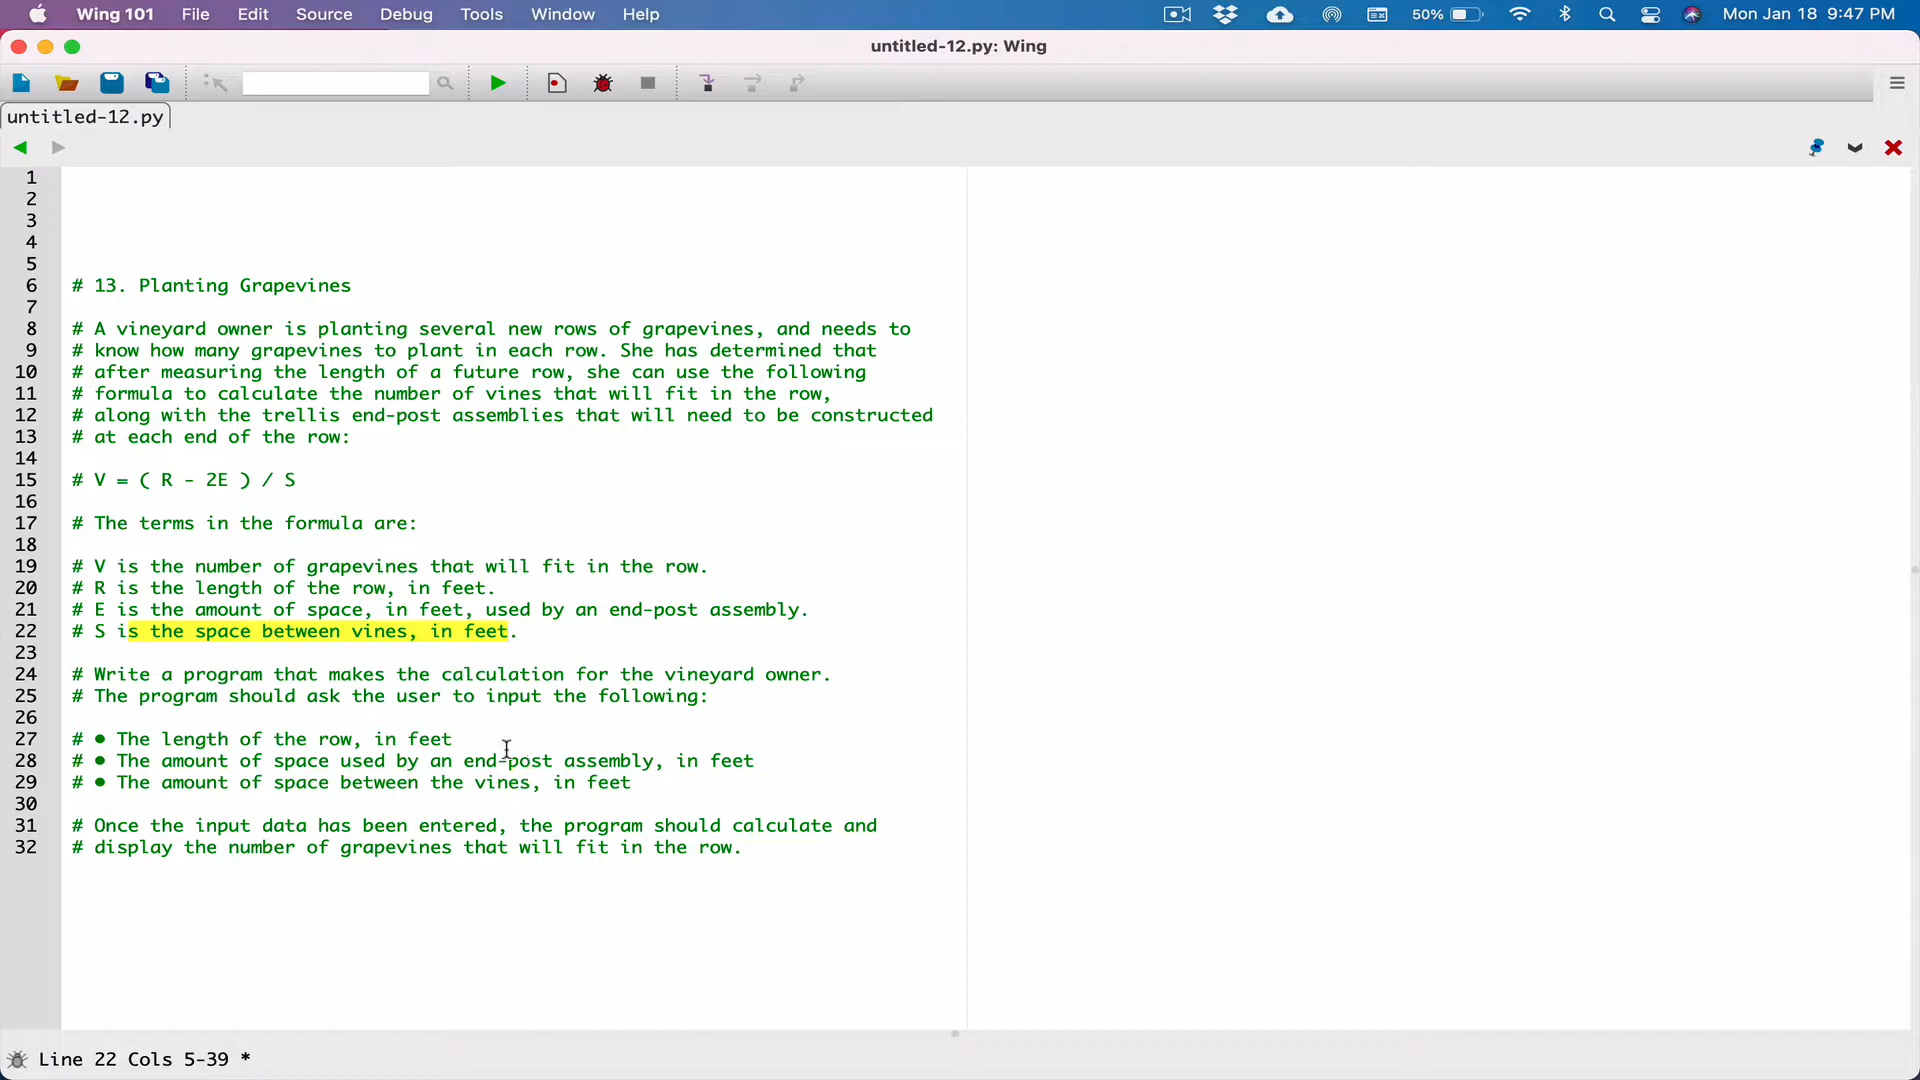 Wing 101 File Edit Source Debug Tools Window Help 50% Mon Jan 18 9:47 PM
untitled-12.py: Wing
untitled-12.py
1
2
3
4
5
6 # 13. Planting Grapevines
7
8 # A vineyard owner is planting several new rows of grapevines, and needs to
9 # know how many grapevines to plant in each row. She has determined that
10 # after measuring the length of a future row, she can use the following
11 # formula to calculate the number of vines that will fit in the row,
12 # along with the trellis end-post assemblies that will need to be constructed
13 # at each end of the row:
14
15 # V = ( R - 2E ) / S
16
17 # The terms in the formula are:
18
19 # V is the number of grapevines that will fit in the row.
20 # R is the length of the row, in feet.
21 # E is the amount of space, in feet, used by an end-post assembly.
22 # S is the space between vines, in feet.
23
24 # Write a program that makes the calculation for the vineyard owner.
25 # The program should ask the user to input the following:
26
27 # ● The length of the row, in feet
28 # ● The amount of space used by an end-post assembly, in feet
29 # ● The amount of space between the vines, in feet
30
31 # Once the input data has been entered, the program should calculate and
32 # display the number of grapevines that will fit in the row.
Line 22 Cols 5-39 *